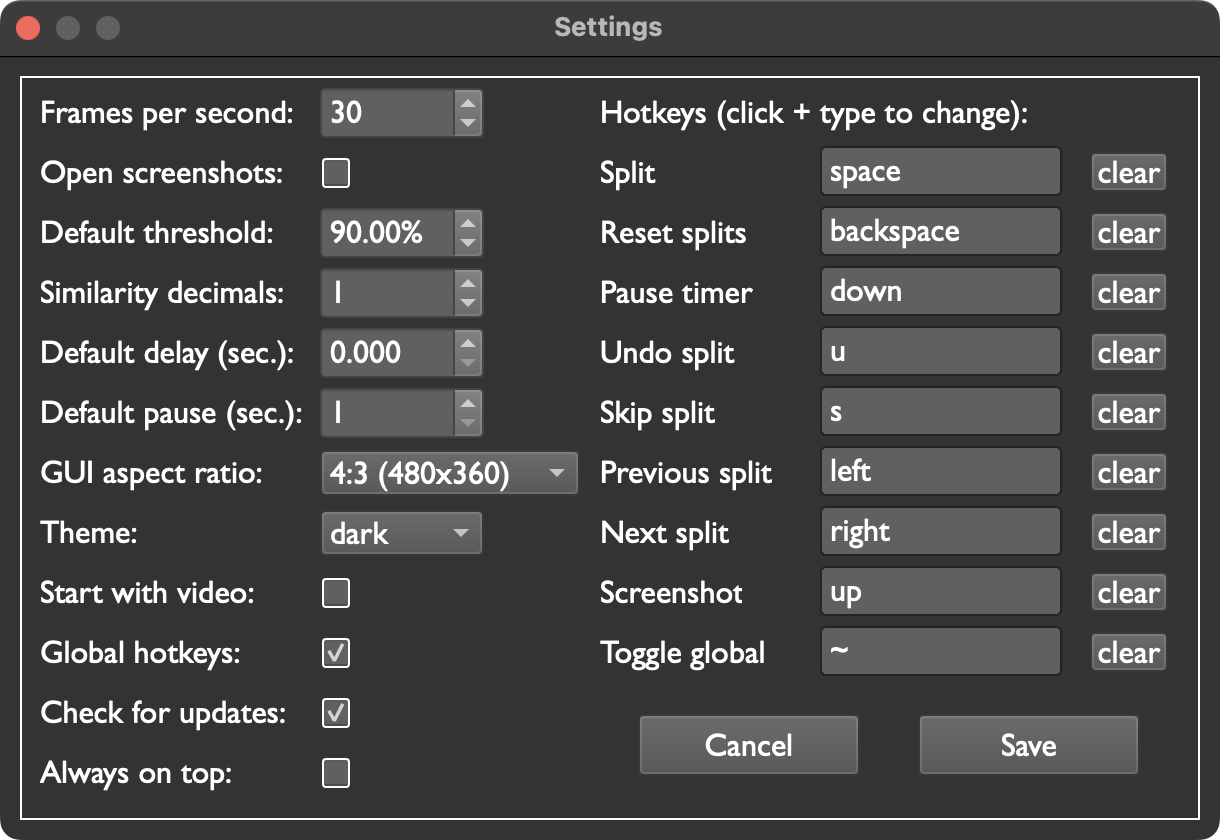 Settings
Frames per second: 30
Open screenshots:
Default threshold: 90.00%
Similarity decimals: 1
Default delay (sec.): 0.000
Default pause (sec.): 1
GUI aspect ratio: 4:3 (480x360)
Theme: dark
Start with video:
Global hotkeys:
Check for updates:
Always on top:
Hotkeys (click + type to change):
Split space clear
Reset splits backspace clear
Pause timer down clear
Undo split u clear
Skip split s clear
Previous split left clear
Next split right clear
Screenshot up clear
Toggle global ~ clear
Cancel Save